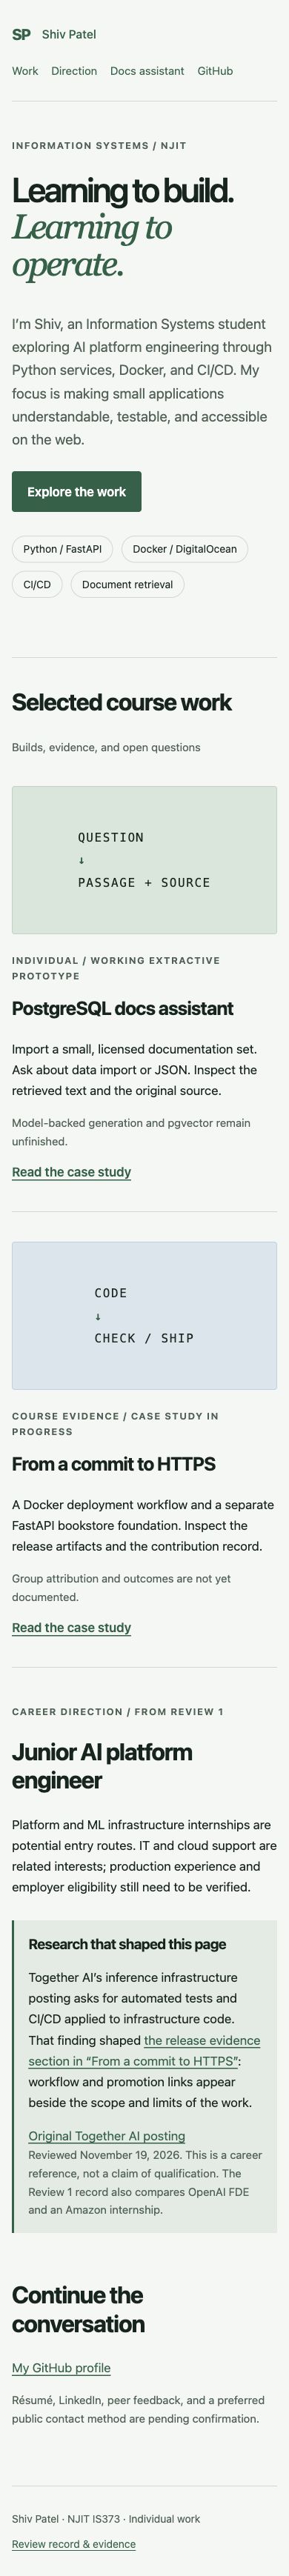 SP Shiv Patel
Work Direction Docs assistant GitHub
INFORMATION SYSTEMS / NJIT
Learning to build.
Learning to
operate.
I'm Shiv, an Information Systems student
exploring AI platform engineering through
Python services, Docker, and CI/CD. My
focus is making small applications
understandable, testable, and accessible
on the web.
Explore the work
Python / FastAPI Docker / DigitalOcean
CI/CD Document retrieval
Selected course work
Builds, evidence, and open questions
QUESTION
↓
PASSAGE + SOURCE
INDIVIDUAL / WORKING EXTRACTIVE
PROTOTYPE
PostgreSQL docs assistant
Import a small, licensed documentation set.
Ask about data import or JSON. Inspect the
retrieved text and the original source.
Model-backed generation and pgvector remain
unfinished.
Read the case study
CODE
↓
CHECK / SHIP
COURSE EVIDENCE / CASE STUDY IN
PROGRESS
From a commit to HTTPS
A Docker deployment workflow and a separate
FastAPI bookstore foundation. Inspect the
release artifacts and the contribution record.
Group attribution and outcomes are not yet
documented.
Read the case study
CAREER DIRECTION / FROM REVIEW 1
Junior AI platform
engineer
Platform and ML infrastructure internships are
potential entry routes. IT and cloud support are
related interests; production experience and
employer eligibility still need to be verified.
Research that shaped this page
Together AI's inference infrastructure
posting asks for automated tests and
CI/CD applied to infrastructure code.
That finding shaped the release evidence
section in “From a commit to HTTPS”:
workflow and promotion links appear
beside the scope and limits of the work.
Original Together AI posting
Reviewed November 19, 2026. This is a career
reference, not a claim of qualification. The
Review 1 record also compares OpenAI FDE
and an Amazon internship.
Continue the
conversation
My GitHub profile
Résumé, LinkedIn, peer feedback, and a preferred
public contact method are pending confirmation.
Shiv Patel · NJIT IS373 · Individual work
Review record & evidence